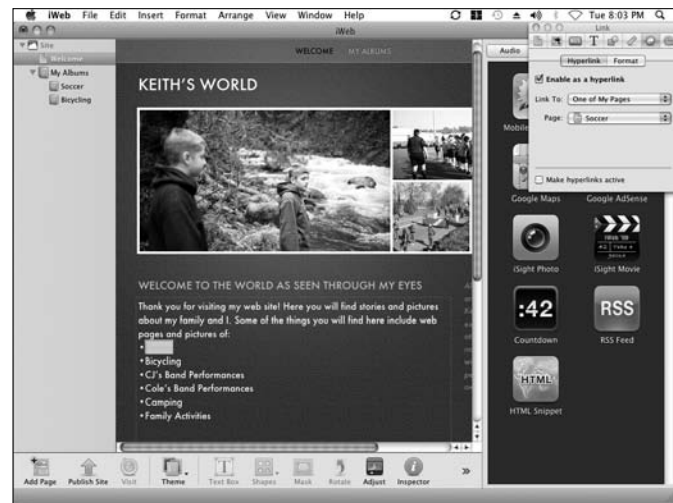 iWeb File Edit Insert Format Arrange View Window Help
Tue 8:03 PM
iWeb
Link
Site
Welcome
My Albums
Soccer
Bicycling
WELCOME MY ALBUMS
KEITH'S WORLD
WELCOME TO THE WORLD AS SEEN THROUGH MY EYES
Thank you for visiting my web site! Here you will find stories and pictures
about my family and I. Some of the things you will find here include web
pages and pictures of:
•
• Bicycling
• CJ's Band Performances
• Cole's Band Performances
• Camping
• Family Activities
Audio
Hyperlink Format
Enable as a hyperlink
Link To: One of My Pages
Page: Soccer
Make hyperlinks active
Google Maps Google AdSense
iSight Photo iSight Movie
:42 RSS
Countdown RSS Feed
HTML
HTML Snippet
Add Page Publish Site Visit Theme Text Box Shapes Mask Rotate Adjust Inspector »